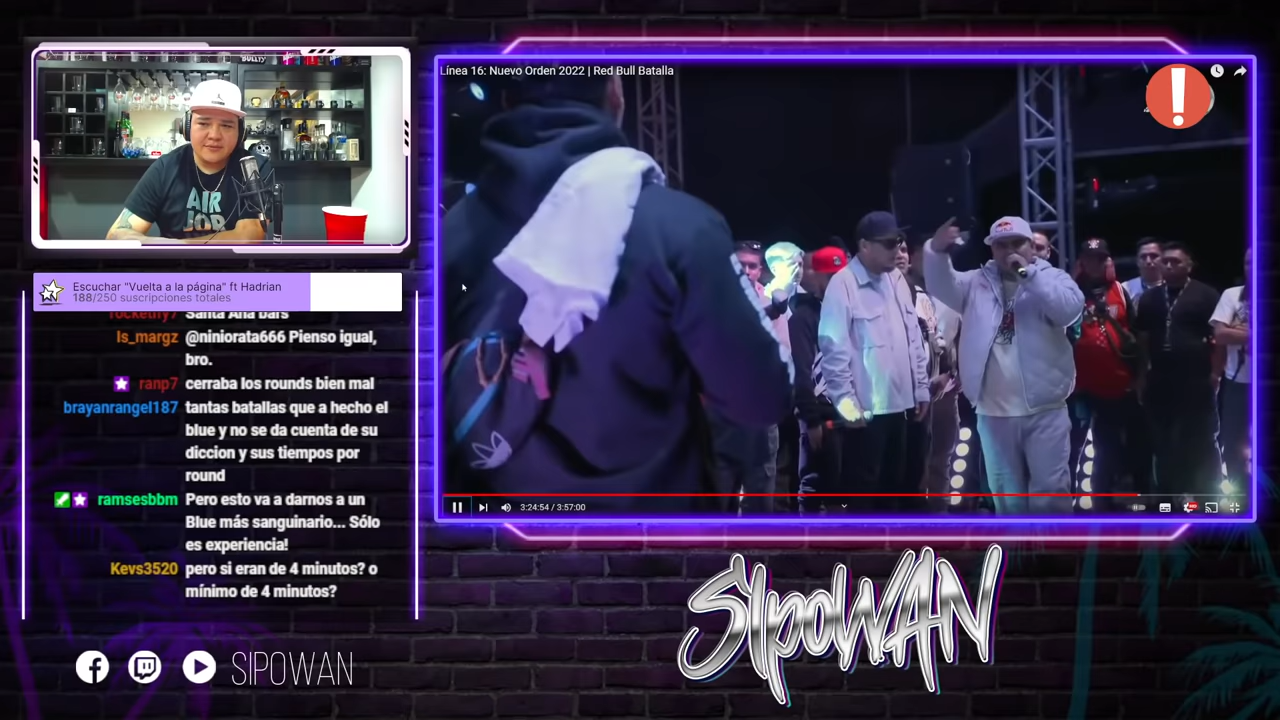 BULLY
AIR
JOR
Escuchar "Vuelta a la página" ft Hadrian
188/250 suscripciones totales
rocketny7 Santa Ana bars
ls_margz @niniorata666 Pienso igual,
bro.
ranp7 cerraba los rounds bien mal
brayanrangel187 tantas batallas que a hecho el
blue y no se da cuenta de su
diccion y sus tiempos por
round
ramsesbbm Pero esto va a darnos a un
Blue más sanguinario... Sólo
es experiencia!
Kevs3520 pero si eran de 4 minutos? o
mínimo de 4 minutos?
SIPOWAN
Línea 16: Nuevo Orden 2022 | Red Bull Batalla
3:24:54 / 3:57:00
SIpoWAN